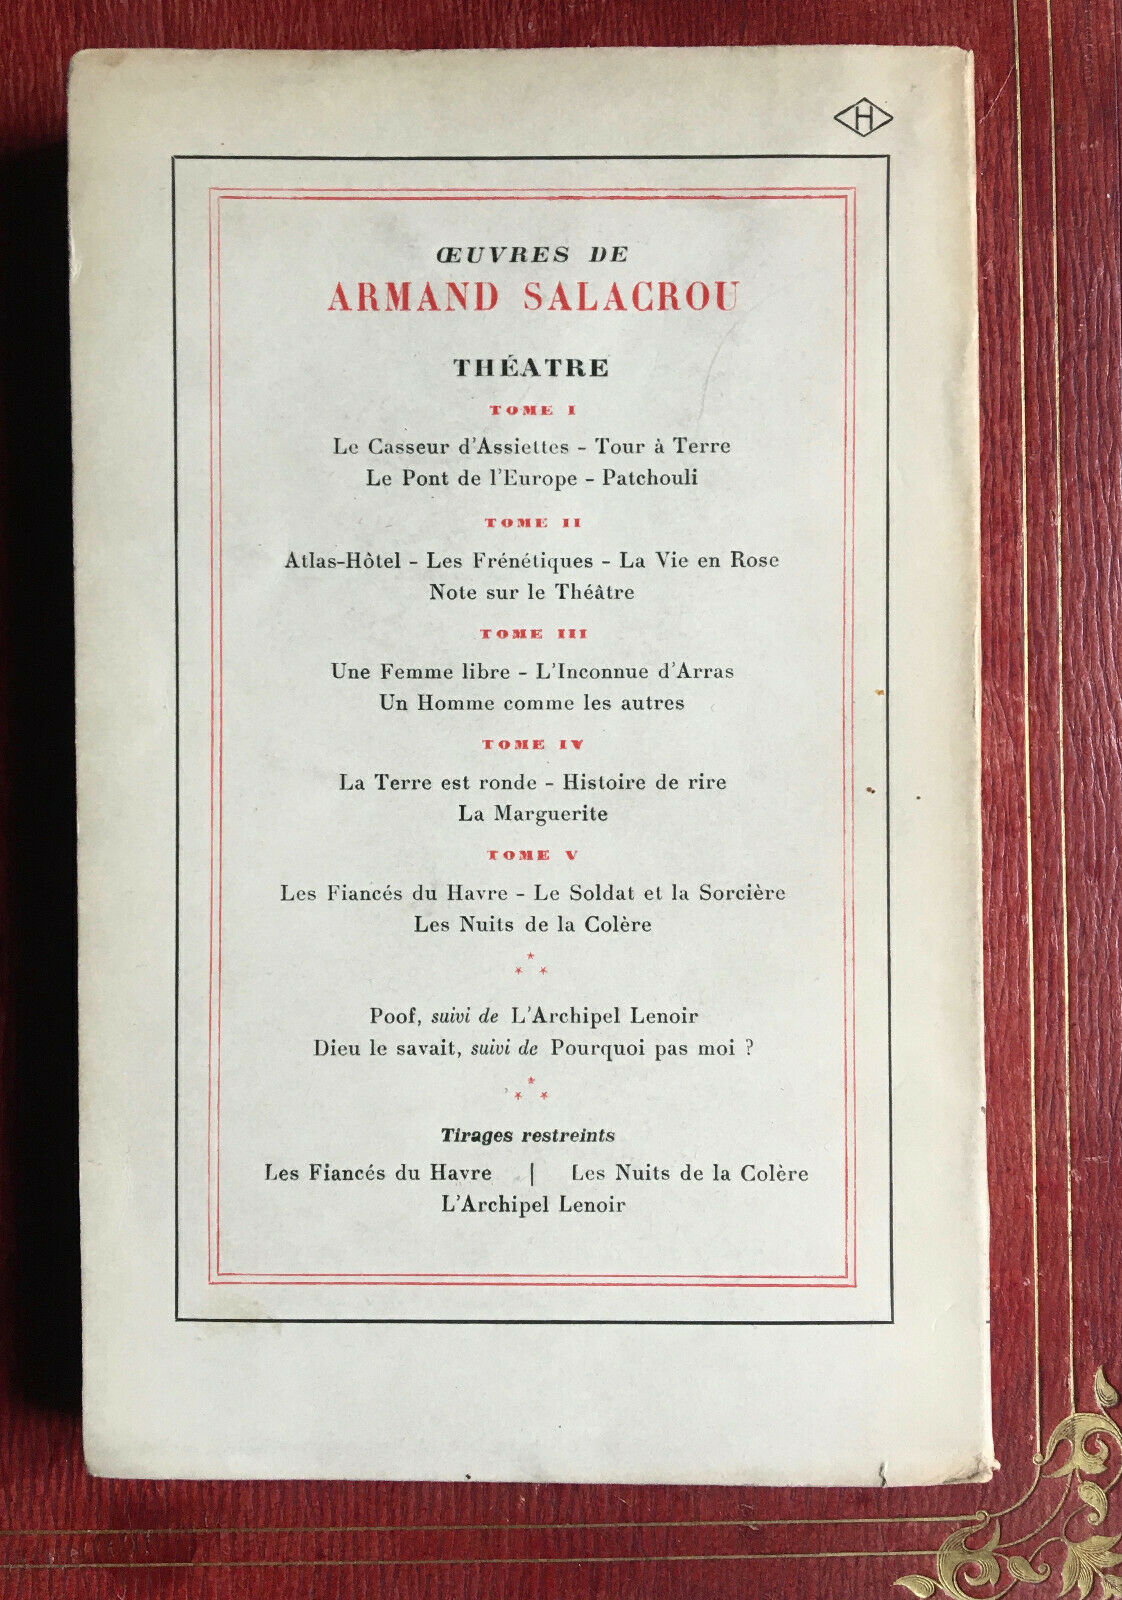 H
ŒUVRES DE
ARMAND SALACROU
THÉATRE
TOME I
Le Casseur d'Assiettes - Tour à Terre
Le Pont de l'Europe - Patchouli
TOME II
Atlas-Hôtel - Les Frénétiques - La Vie en Rose
Note sur le Théâtre
TOME III
Une Femme libre - L'Inconnue d'Arras
Un Homme comme les autres
TOME IV
La Terre est ronde - Histoire de rire
La Marguerite
TOME V
Les Fiancés du Havre - Le Soldat et la Sorcière
Les Nuits de la Colère
Poof, suivi de L'Archipel Lenoir
Dieu le savait, suivi de Pourquoi pas moi ?
Tirages restreints
Les Fiancés du Havre | Les Nuits de la Colère
L'Archipel Lenoir